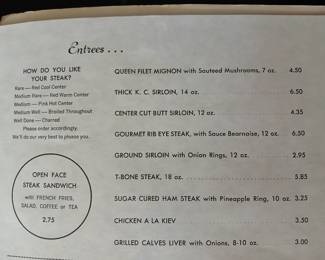 Entrees . . .
HOW DO YOU LIKE
YOUR STEAK?
Rare — Red Cool Center
Medium Rare — Red Warm Center
Medium — Pink Hot Center
Medium Well — Broiled Throughout
Well Done — Charred
Please order accordingly.
We'll do our very best to please you.
OPEN FACE
STEAK SANDWICH
with FRENCH FRIES,
SALAD, COFFEE or TEA
2.75
QUEEN FILET MIGNON with Sauteed Mushrooms, 7 oz. 4.50
THICK K. C. SIRLOIN, 14 oz. 6.50
CENTER CUT BUTT SIRLOIN, 12 oz. 4.35
GOURMET RIB EYE STEAK, with Sauce Bearnaise, 12 oz. 6.50
GROUND SIRLOIN with Onion Rings, 12 oz. 2.95
T-BONE STEAK, 18 oz. 5.85
SUGAR CURED HAM STEAK with Pineapple Ring, 10 oz. 3.25
CHICKEN A LA KIEV 3.50
GRILLED CALVES LIVER with Onions, 8-10 oz. 3.00